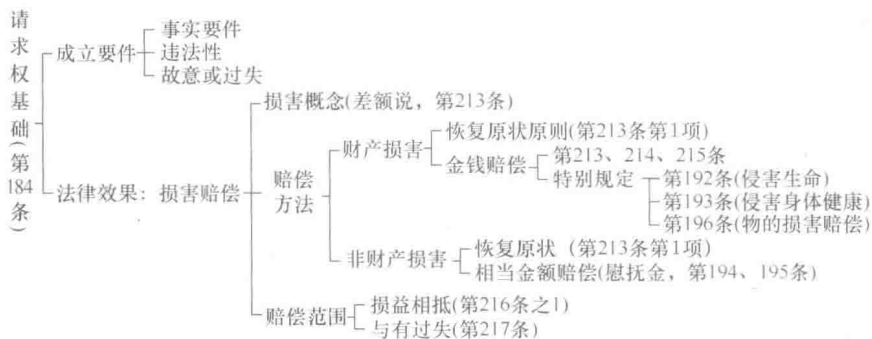 请求权基础(第184条)
成立要件
事实要件
违法性
故意或过失
法律效果：损害赔偿
损害概念(差额说，第213条)
赔偿方法
财产损害
恢复原状原则(第213条第1项)
金钱赔偿
第213、214、215条
特别规定
第192条(侵害生命)
第193条(侵害身体健康)
第196条(物的损害赔偿)
非财产损害
恢复原状（第213条第1项)
相当金额赔偿(慰抚金，第194、195条)
赔偿范围
损益相抵(第216条之1)
与有过失(第217条)